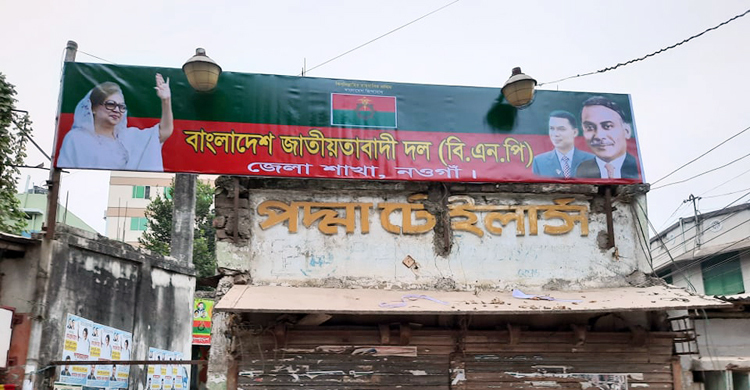 বাংলাদেশ জিন্দাবাদ
বাংলাদেশ জাতীয়তাবাদী দল (বি.এন.পি)
জেলা শাখা, নওগাঁ।
পদ্মা টেইলার্স